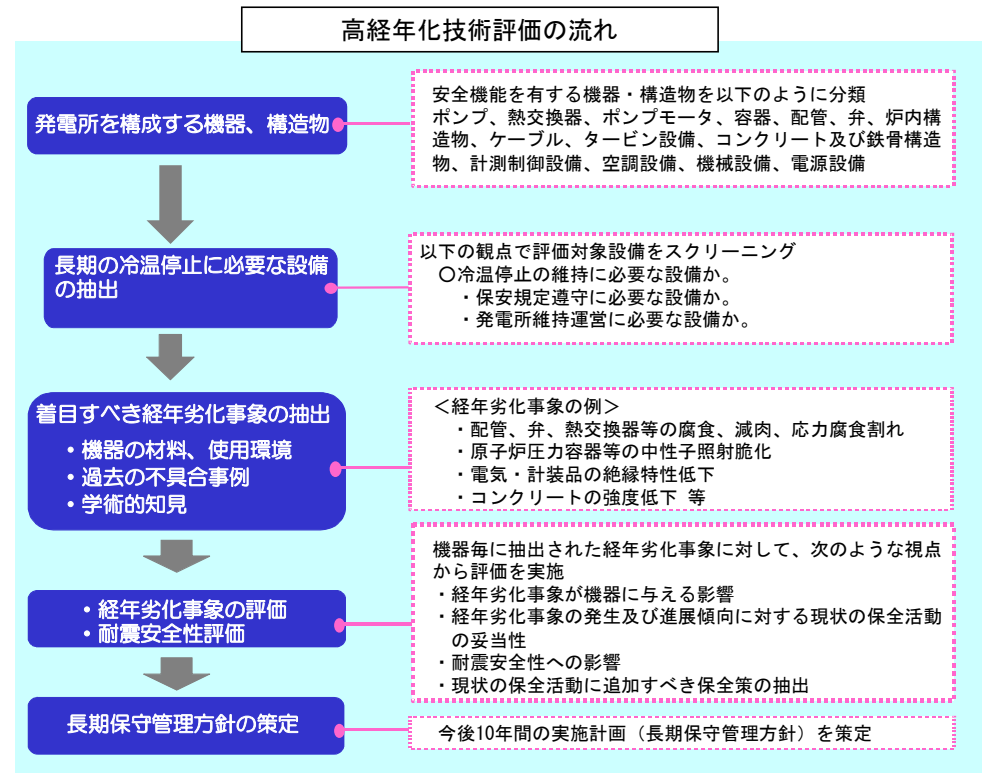 高経年化技術評価の流れ
発電所を構成する機器、構造物
安全機能を有する機器・構造物を以下のように分類
ポンプ、熱交換器、ポンプモータ、容器、配管、弁、炉内構
造物、ケーブル、タービン設備、コンクリート及び鉄骨構造
物、計測制御設備、空調設備、機械設備、電源設備
長期の冷温停止に必要な設備
の抽出
以下の観点で評価対象設備をスクリーニング
〇冷温停止の維持に必要な設備か。
・保安規定遵守に必要な設備か。
・発電所維持運営に必要な設備か。
着目すべき経年劣化事象の抽出
・機器の材料、使用環境
・過去の不具合事例
・学術的知見
＜経年劣化事象の例＞
・配管、弁、熱交換器等の腐食、減肉、応力腐食割れ
・原子炉圧力容器等の中性子照射脆化
・電気・計装品の絶縁特性低下
・コンクリートの強度低下 等
・経年劣化事象の評価
・耐震安全性評価
機器毎に抽出された経年劣化事象に対して、次のような視点
から評価を実施
・経年劣化事象が機器に与える影響
・経年劣化事象の発生及び進展傾向に対する現状の保全活動
の妥当性
・耐震安全性への影響
・現状の保全活動に追加すべき保全策の抽出
長期保守管理方針の策定
今後10年間の実施計画（長期保守管理方針）を策定